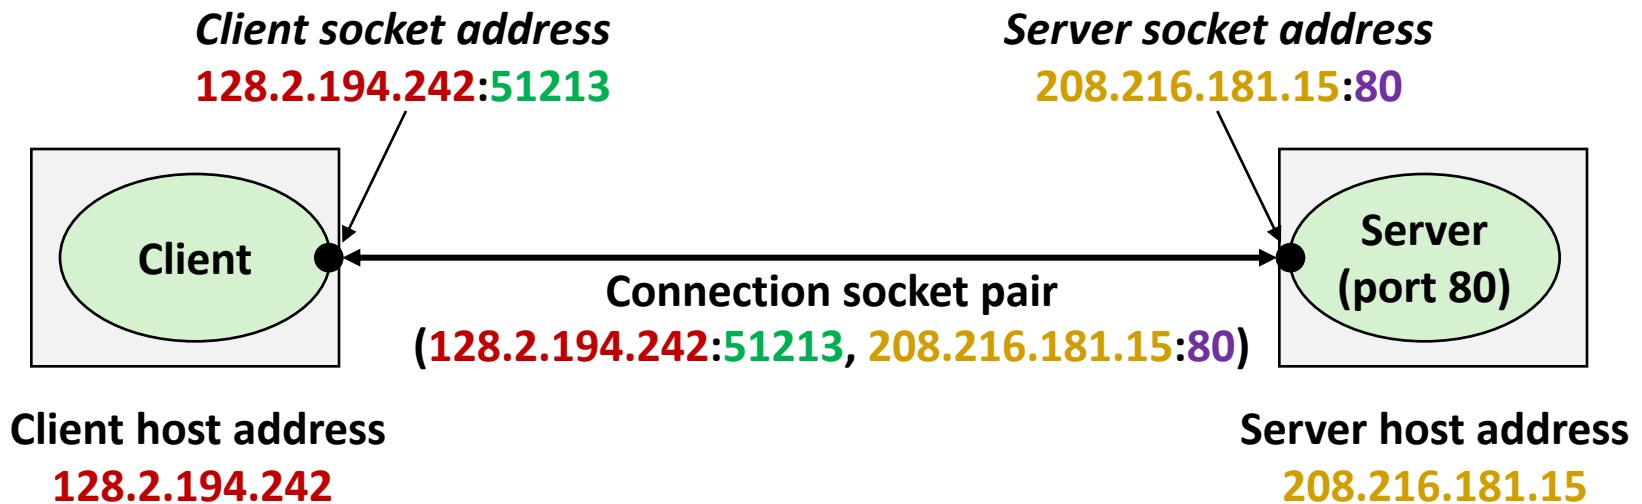 Client socket address
128.2.194.242:51213
Server socket address
208.216.181.15:80
Client
Server
(port 80)
Connection socket pair
(128.2.194.242:51213, 208.216.181.15:80)
Client host address
128.2.194.242
Server host address
208.216.181.15